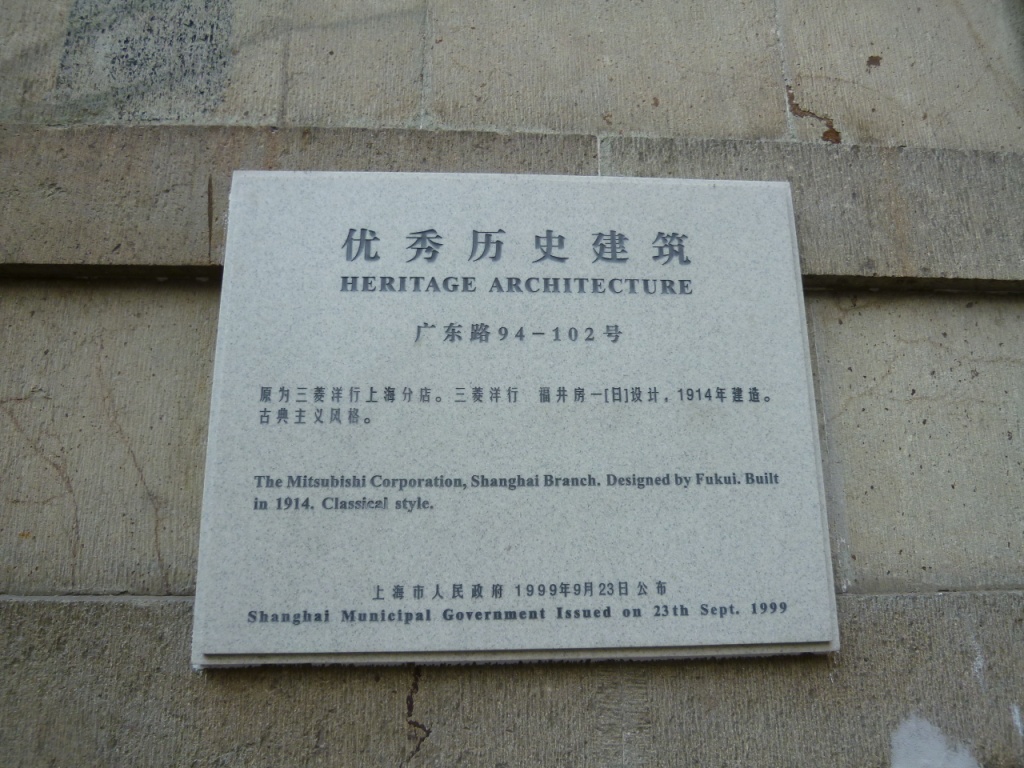 优秀历史建筑
HERITAGE ARCHITECTURE
广东路94-102号
原为三菱洋行上海分店。三菱洋行 福井房一[日]设计，1914年建造。
古典主义风格。
The Mitsubishi Corporation, Shanghai Branch. Designed by Fukui. Built
in 1914. Classical style.
上海市人民政府 1999年9月23日公布
Shanghai Municipal Government Issued on 23th Sept. 1999